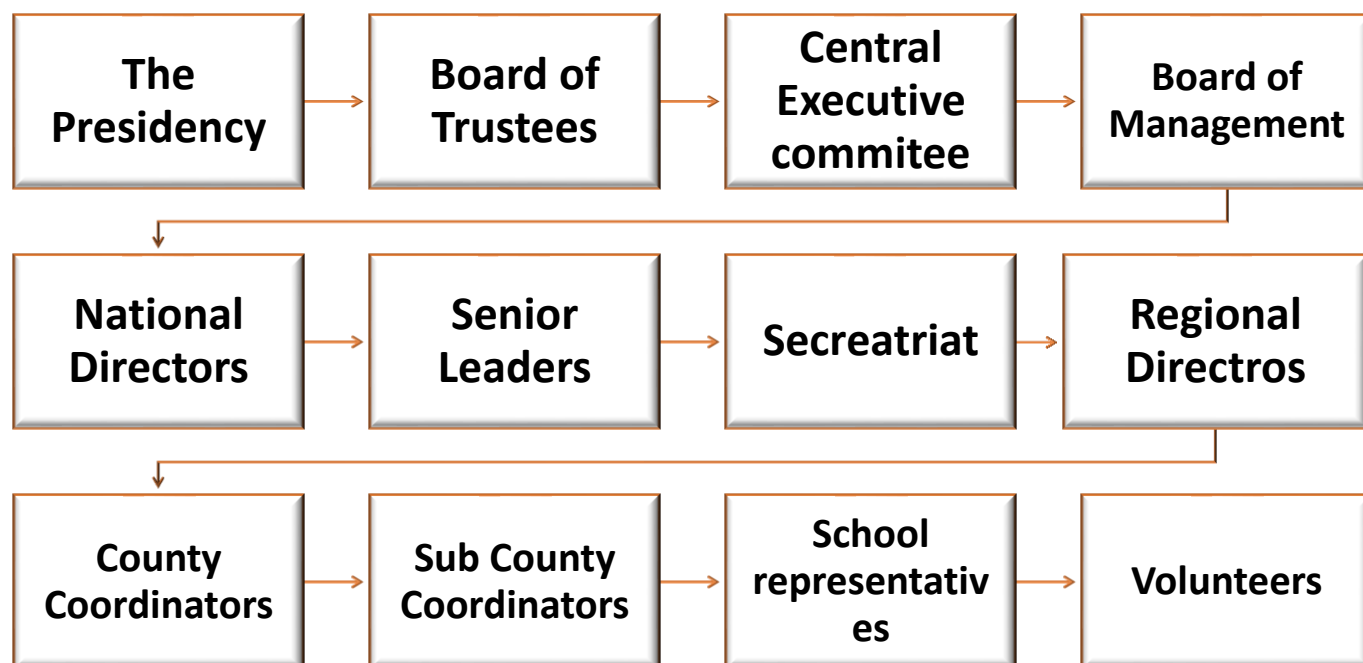 The
Presidency
Board of
Trustees
Central
Executive
commitee
Board of
Management
National
Directors
Senior
Leaders
Secreatriat
Regional
Directros
County
Coordinators
Sub County
Coordinators
School
representativ
es
Volunteers